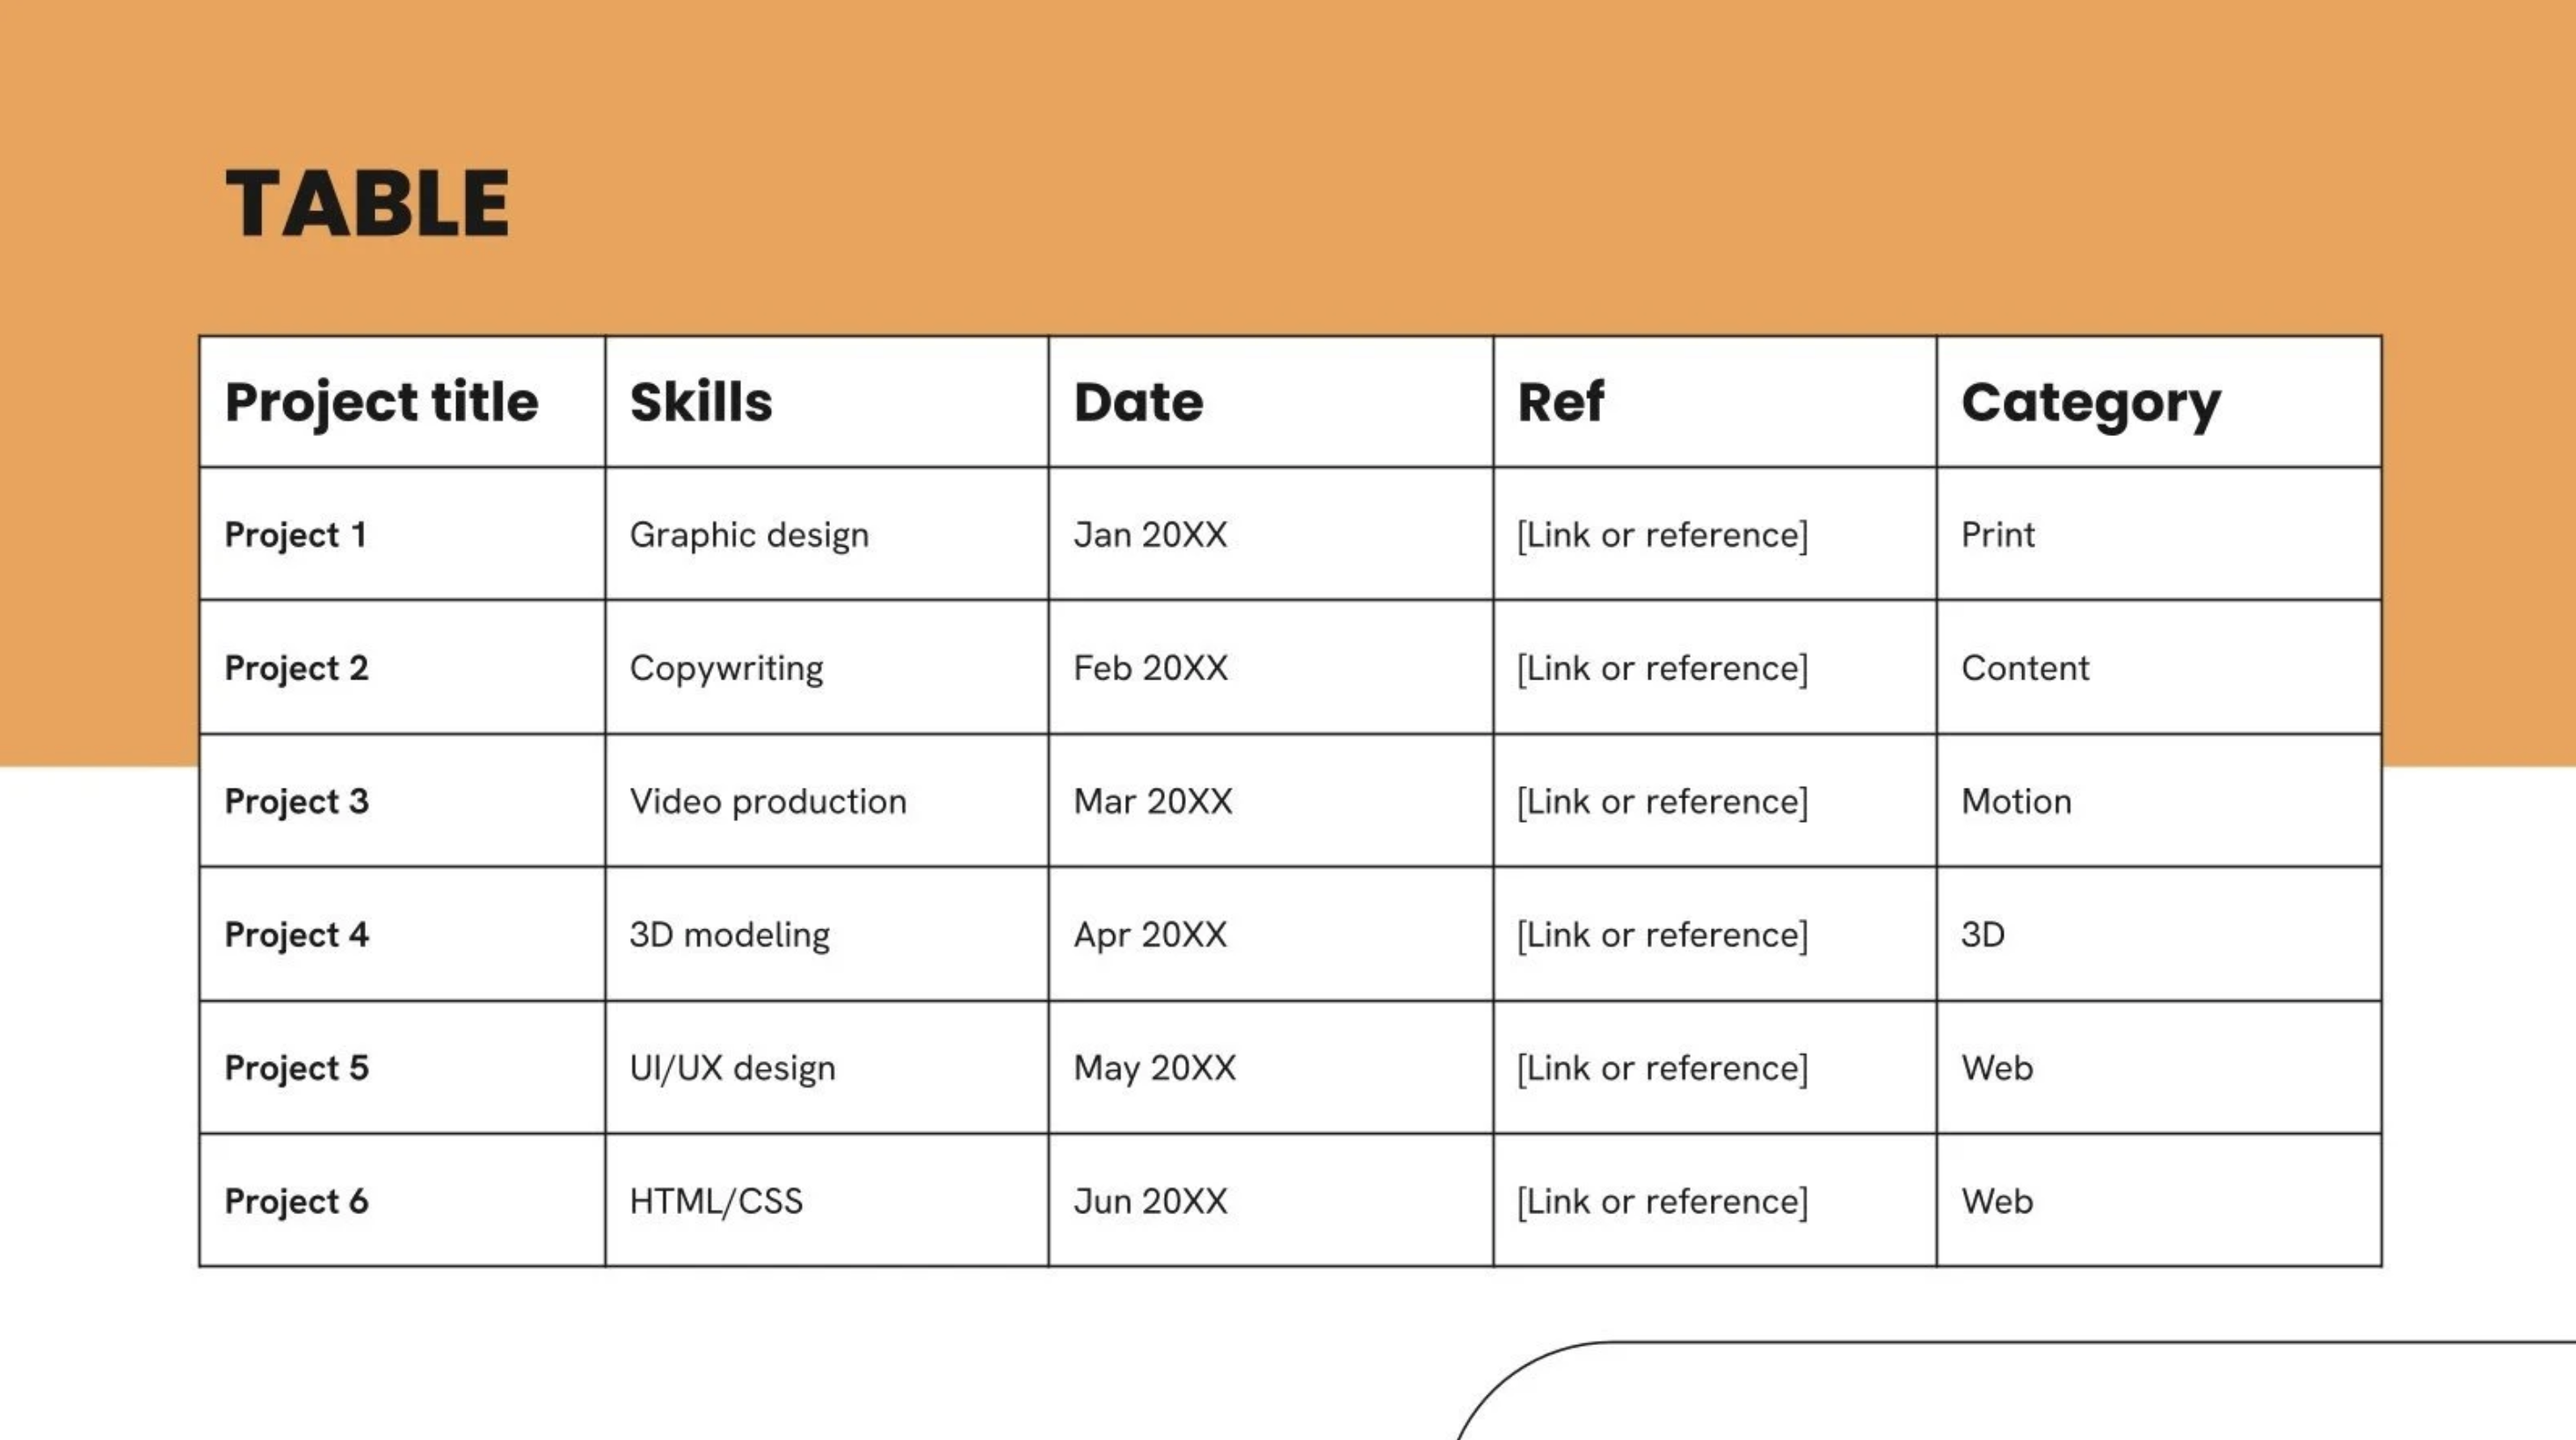 TABLE
Project title Skills Date Ref Category
Project 1 Graphic design Jan 20XX [Link or reference] Print
Project 2 Copywriting Feb 20XX [Link or reference] Content
Project 3 Video production Mar 20XX [Link or reference] Motion
Project 4 3D modeling Apr 20XX [Link or reference] 3D
Project 5 UI/UX design May 20XX [Link or reference] Web
Project 6 HTML/CSS Jun 20XX [Link or reference] Web